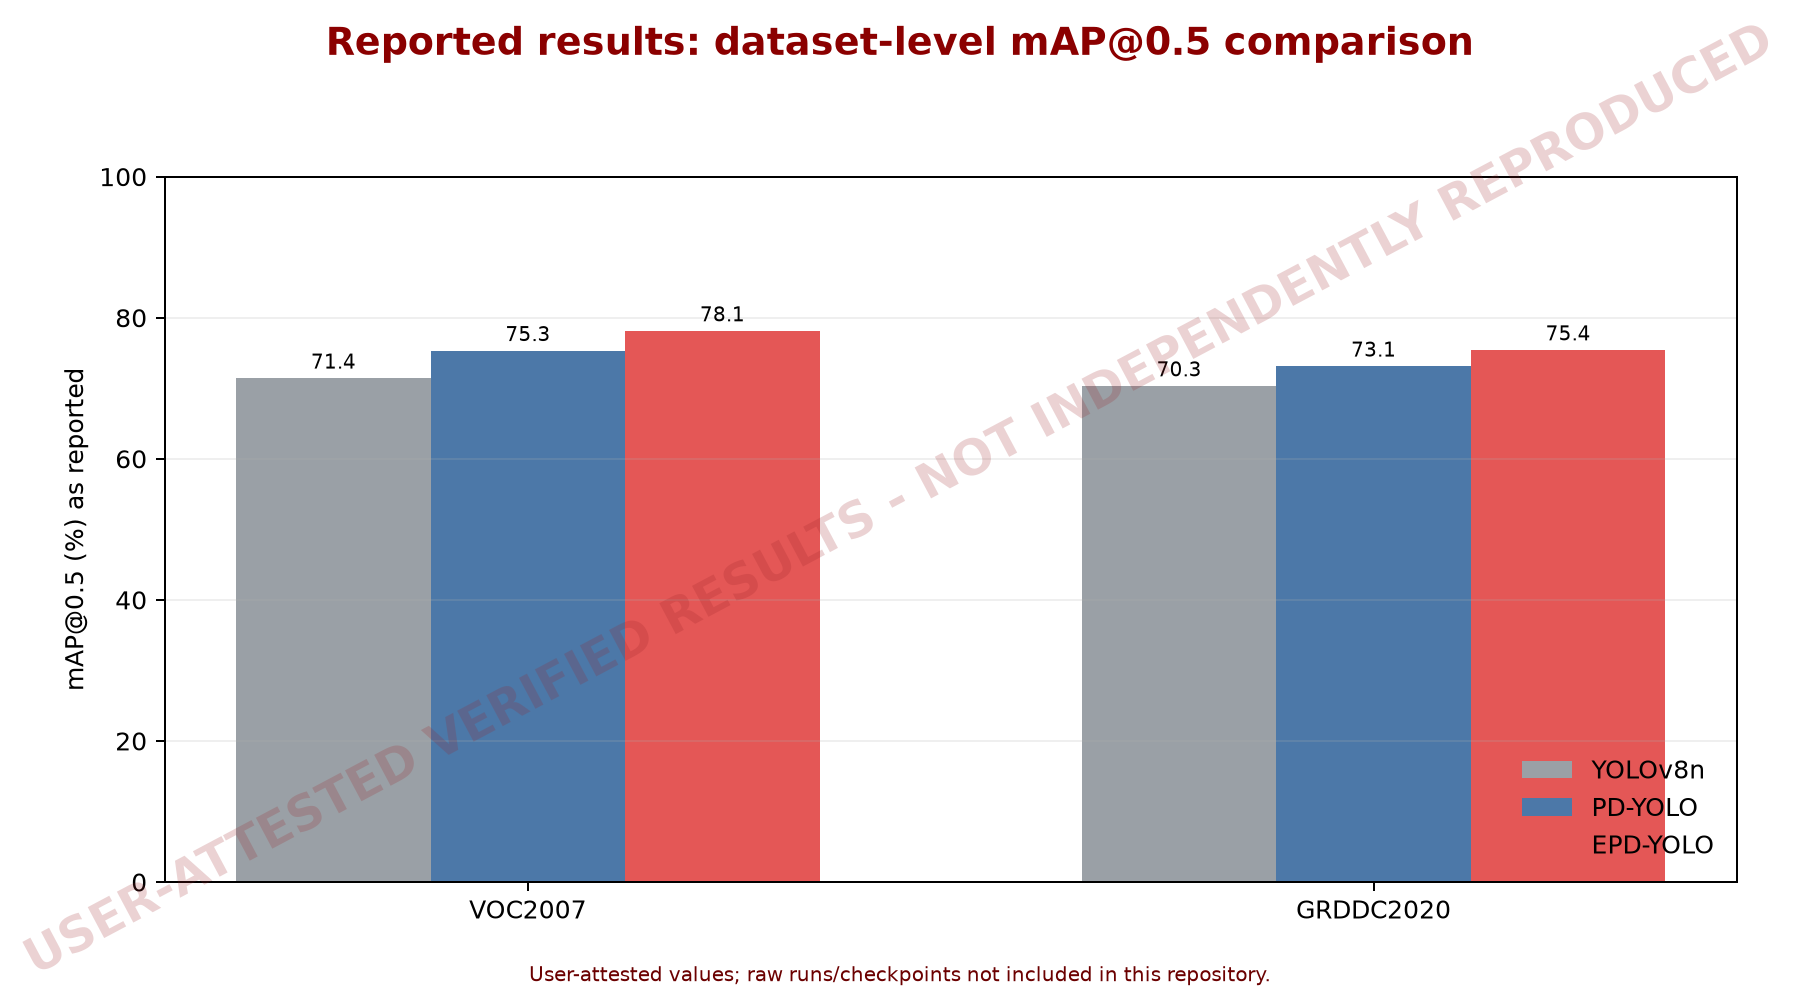 Reported results: dataset-level mAP@0.5 comparison
USER-ATTESTED VERIFIED RESULTS - NOT INDEPENDENTLY REPRODUCED
mAP@0.5 (%) as reported
100
80
60
40
20
0
71.4
75.3
78.1
70.3
73.1
75.4
YOLOv8n
PD-YOLO
EPD-YOLO
VOC2007
GRDDC2020
User-attested values; raw runs/checkpoints not included in this repository.